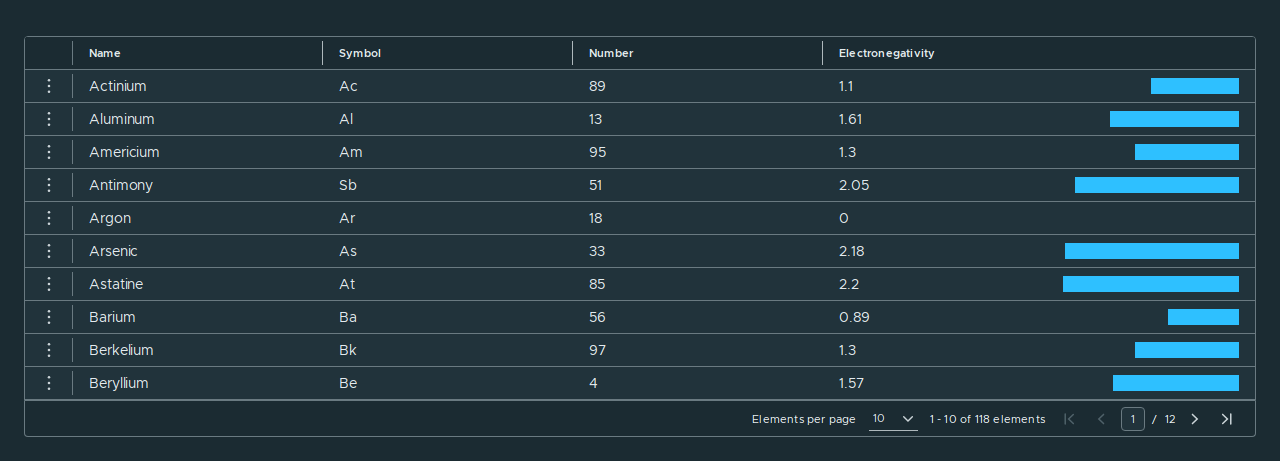 Name Symbol Number Electronegativity
Actinium Ac 89 1.1
Aluminum Al 13 1.61
Americium Am 95 1.3
Antimony Sb 51 2.05
Argon Ar 18 0
Arsenic As 33 2.18
Astatine At 85 2.2
Barium Ba 56 0.89
Berkelium Bk 97 1.3
Beryllium Be 4 1.57
Elements per page 10 1 - 10 of 118 elements 1 / 12